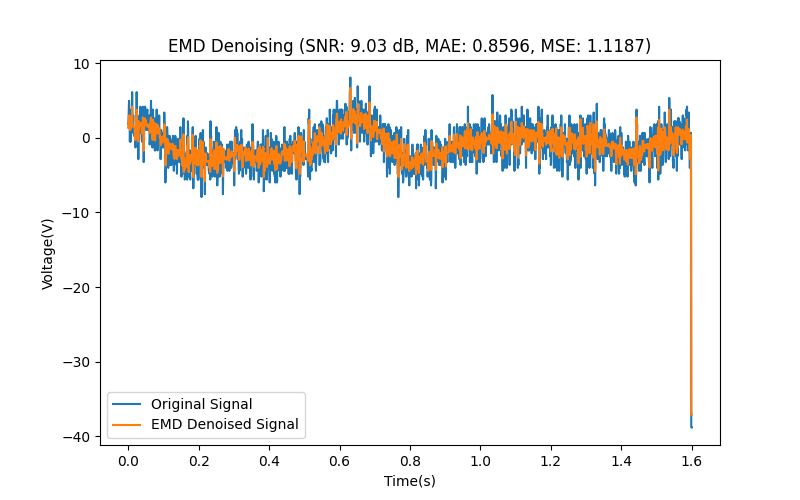 EMD Denoising (SNR: 9.03 dB, MAE: 0.8596, MSE: 1.1187)
10
0
−10
−20
−30
−40
Voltage(V)
Original Signal
EMD Denoised Signal
0.0 0.2 0.4 0.6 0.8 1.0 1.2 1.4 1.6
Time(s)